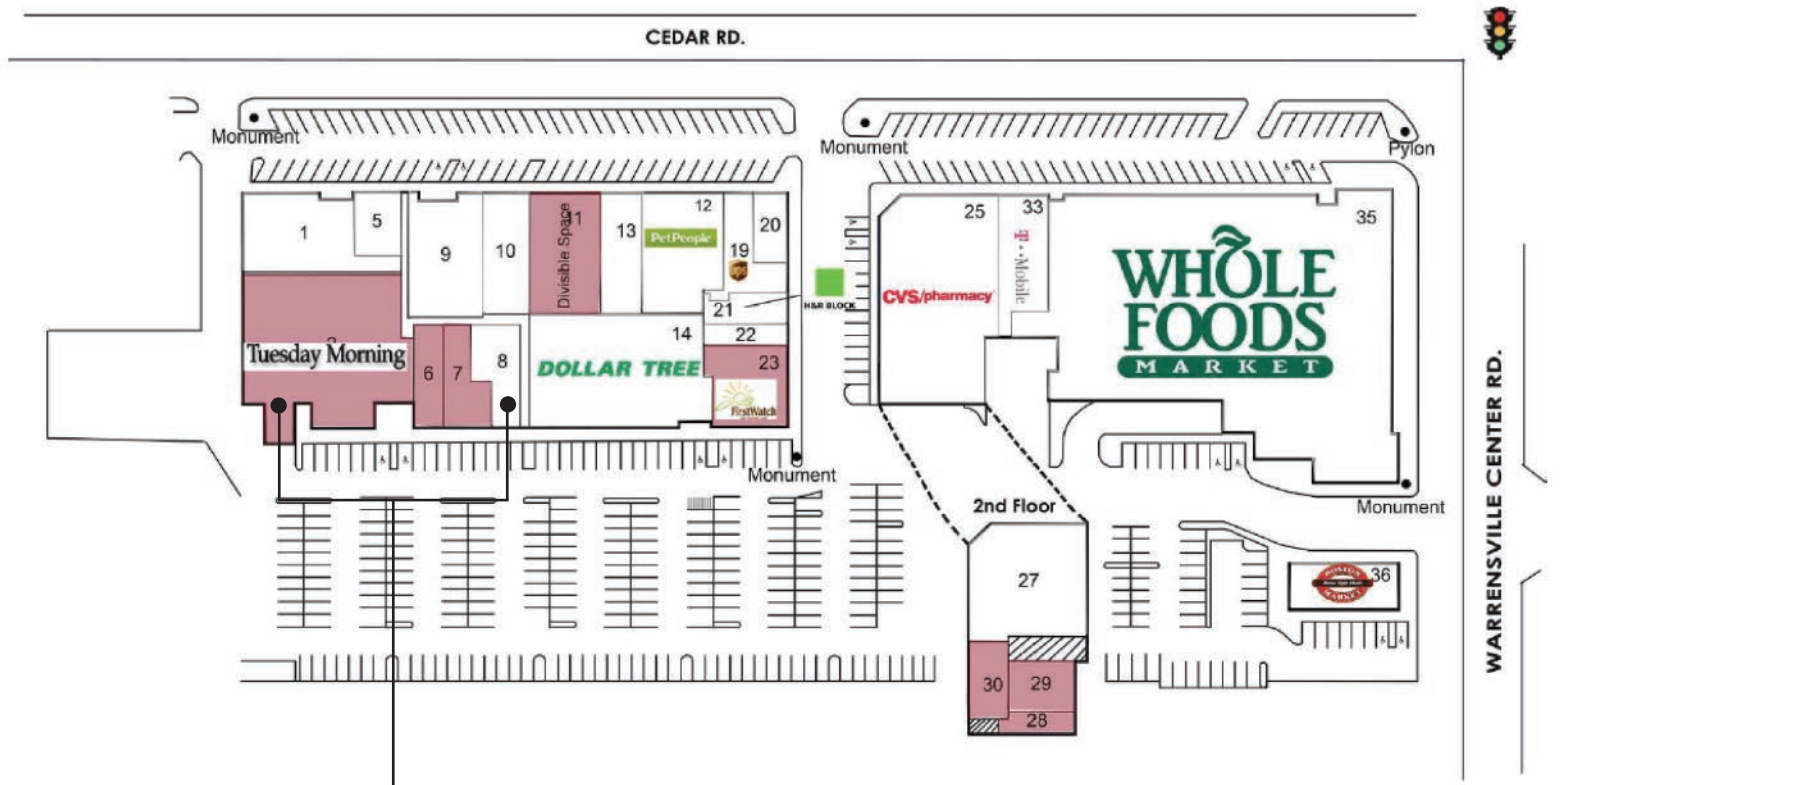 CEDAR RD.
Monument
Monument
Pylon
1
5
9
10
11
Divisible Space
13
12
PetPeople
19
20
21
H&R BLOCK
22
14
DOLLAR TREE
23
FirstWatch
Tuesday Morning
6
7
8
25
CVS/pharmacy
33
T · Mobile
35
WHOLE
FOODS
MARKET
WARRENSVILLE CENTER RD.
Monument
Monument
2nd Floor
27
30
29
28
36
BOSTON
MARKET